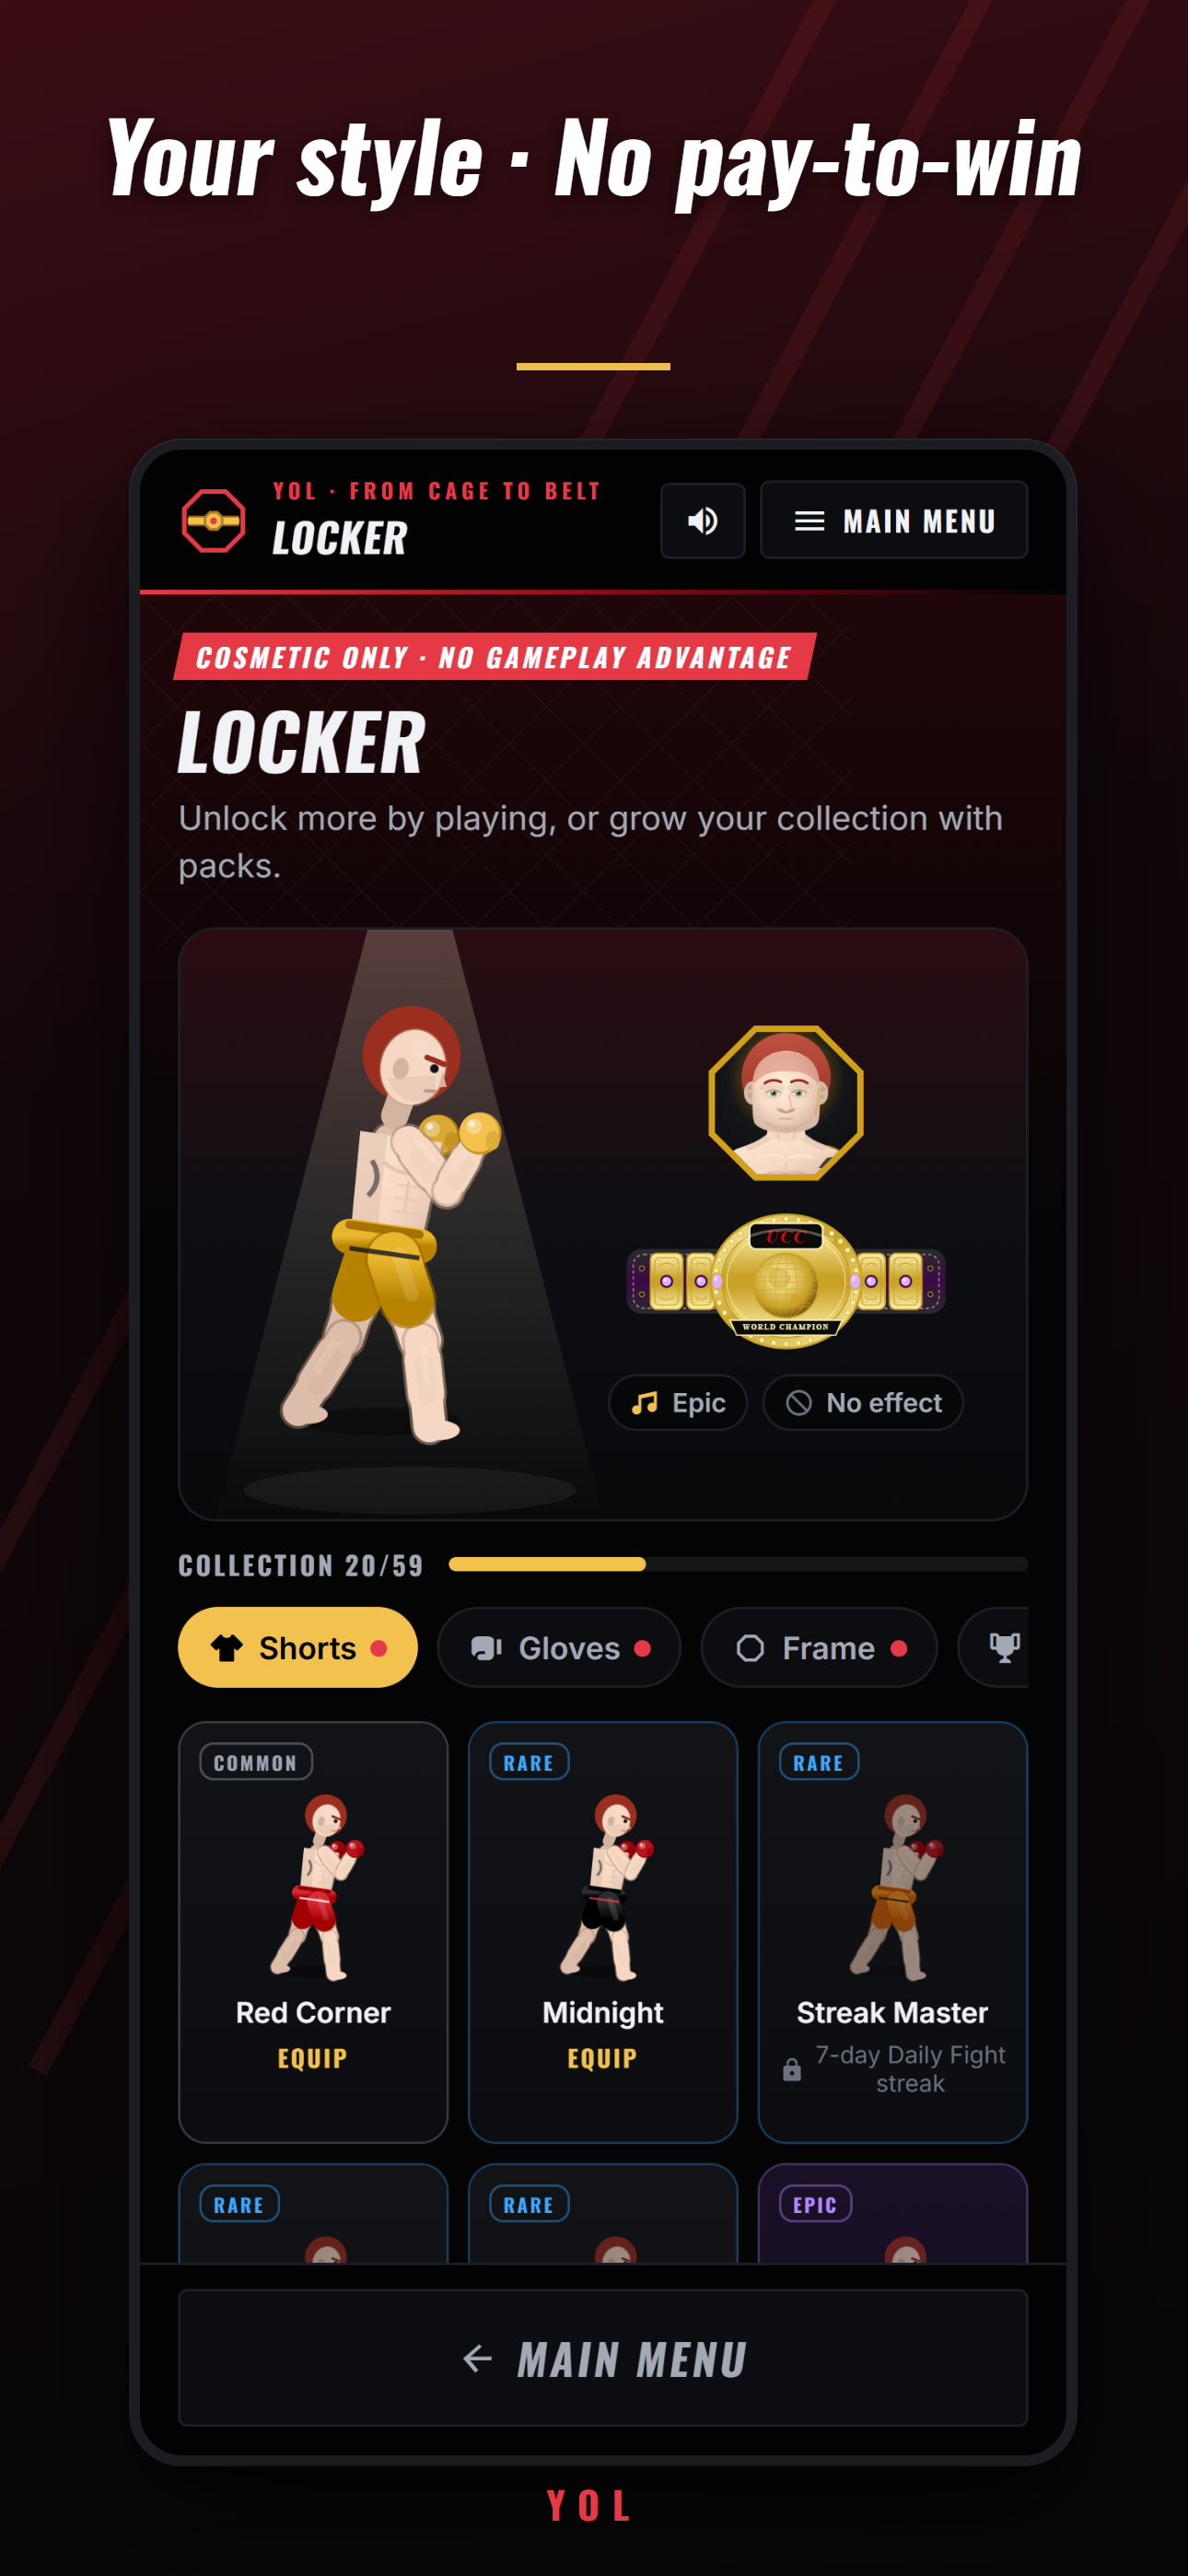 Your style · No pay-to-win
YOL · FROM CAGE TO BELT
LOCKER
MAIN MENU
COSMETIC ONLY · NO GAMEPLAY ADVANTAGE
LOCKER
Unlock more by playing, or grow your collection with
packs.
UCC
WORLD CHAMPION
Epic
No effect
COLLECTION 20/59
Shorts
Gloves
Frame
COMMON
RARE
RARE
Red Corner
Midnight
Streak Master
EQUIP
EQUIP
7-day Daily Fight
streak
RARE
RARE
EPIC
MAIN MENU
YOL